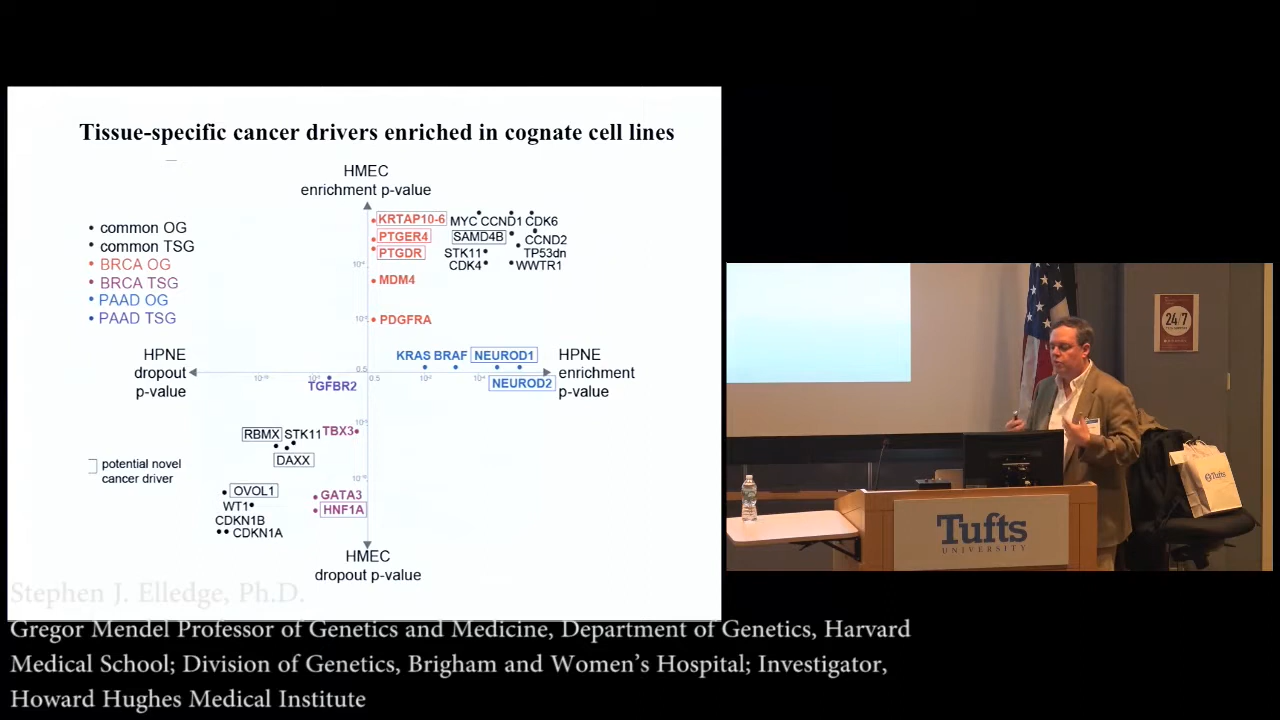 Tissue-specific cancer drivers enriched in cognate cell lines
HMEC
enrichment p-value
• common OG
• common TSG
• BRCA OG
• BRCA TSG
• PAAD OG
• PAAD TSG
KRTAP10-6
PTGER4
PTGDR
MDM4
PDGFRA
MYC CCND1 CDK6
SAMD4B
CCND2
STK11
TP53dn
CDK4
WWTR1
HPNE
dropout
p-value
KRAS BRAF NEUROD1
NEUROD2
HPNE
enrichment
p-value
0.5
0.5
TGFBR2
RBMX STK11 TBX3
DAXX
potential novel
cancer driver
OVOL1
WT1
CDKN1B
CDKN1A
GATA3
HNF1A
HMEC
dropout p-value
24/7
Tufts
Tufts
UNIVERSITY
Stephen J. Elledge, Ph.D.
Gregor Mendel Professor of Genetics and Medicine, Department of Genetics, Harvard
Medical School; Division of Genetics, Brigham and Women's Hospital; Investigator,
Howard Hughes Medical Institute